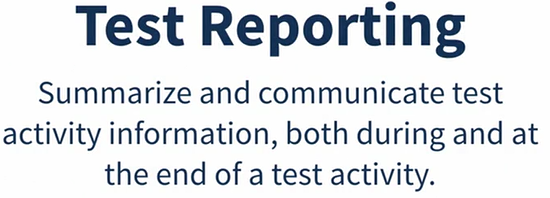 Test Reporting
Summarize and communicate test
activity information, both during and at
the end of a test activity.